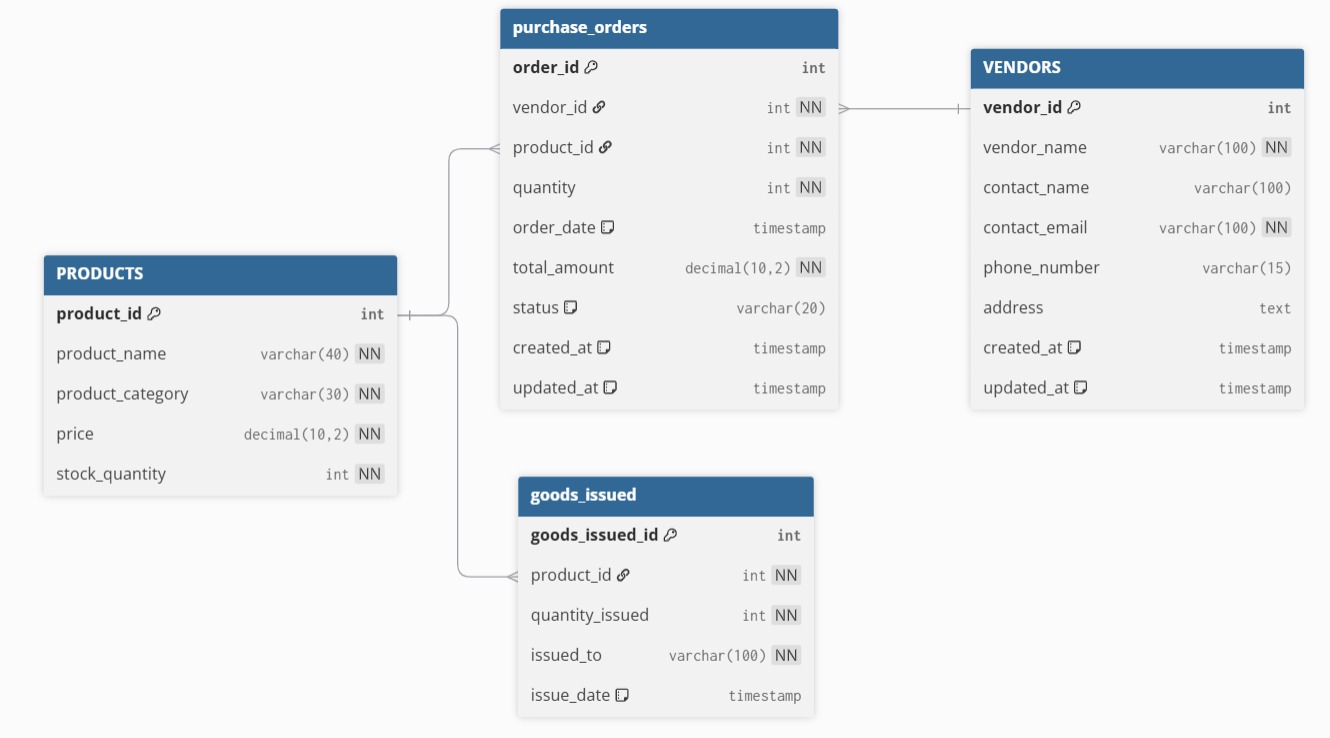 purchase_orders
order_id int
vendor_id int NN
product_id int NN
quantity int NN
order_date timestamp
total_amount decimal(10,2) NN
status varchar(20)
created_at timestamp
updated_at timestamp
VENDORS
vendor_id int
vendor_name varchar(100) NN
contact_name varchar(100)
contact_email varchar(100) NN
phone_number varchar(15)
address text
created_at timestamp
updated_at timestamp
PRODUCTS
product_id int
product_name varchar(40) NN
product_category varchar(30) NN
price decimal(10,2) NN
stock_quantity int NN
goods_issued
goods_issued_id int
product_id int NN
quantity_issued int NN
issued_to varchar(100) NN
issue_date timestamp